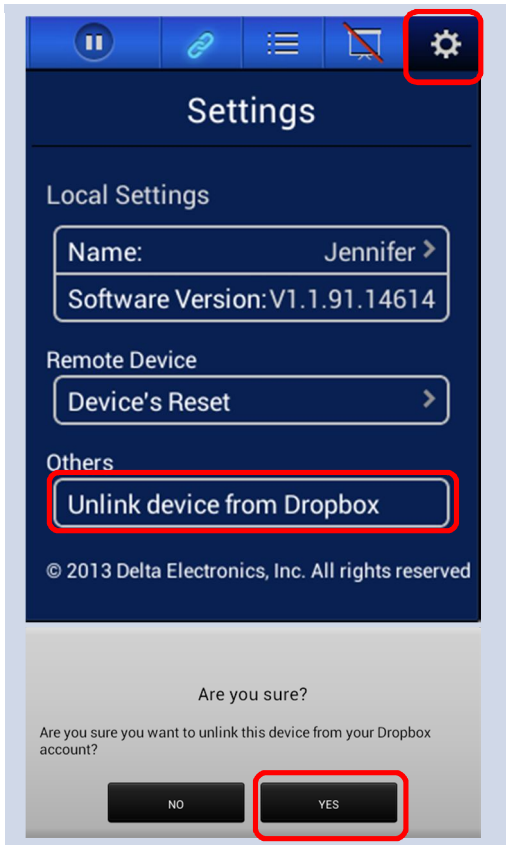 Settings
Local Settings
Name: Jennifer
Software Version: V1.1.91.14614
Remote Device
Device's Reset
Others
Unlink device from Dropbox
© 2013 Delta Electronics, Inc. All rights reserved
Are you sure?
Are you sure you want to unlink this device from your Dropbox
account?
NO YES